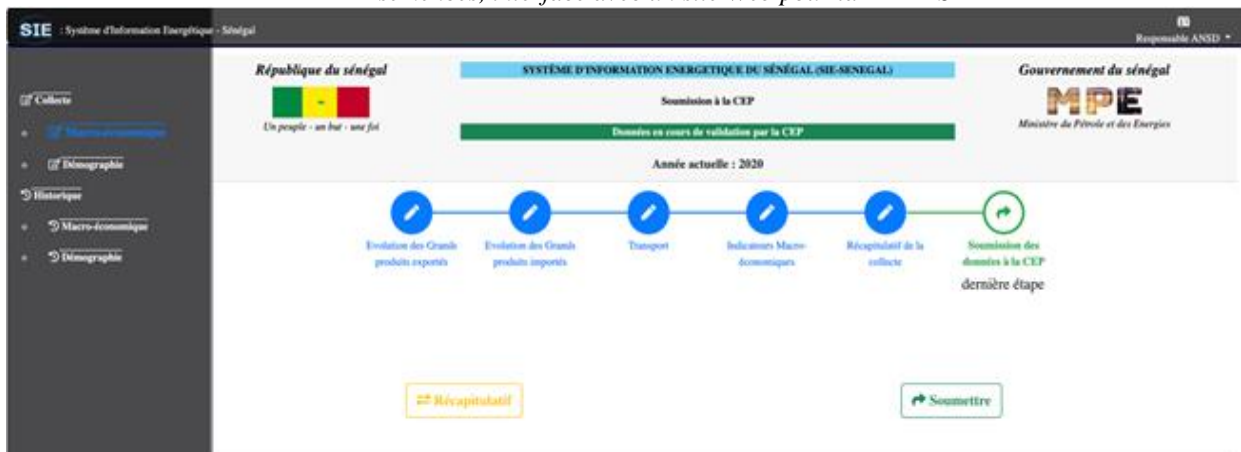 SIE : Système d'Information Energétique - Sénégal
Responsable ANSD
République du sénégal
Un peuple - un but - une foi
SYSTÈME D'INFORMATION ENERGETIQUE DU SÉNÉGAL (SIE-SENEGAL)
Soumission à la CEP
Données en cours de validation par la CEP
Année actuelle : 2020
Gouvernement du sénégal
MPE
Ministère du Pétrole et des Energies
Collecte
Macro-économique
Démographie
Historique
Macro-économique
Démographie
Evolution des Grands
produits exportés
Evolution des Grands
produits importés
Transport
Indicateurs Macro-
économiques
Récapitulatif de la
collecte
Soumission des
données à la CEP
dernière étape
Récapitulatif
Soumettre